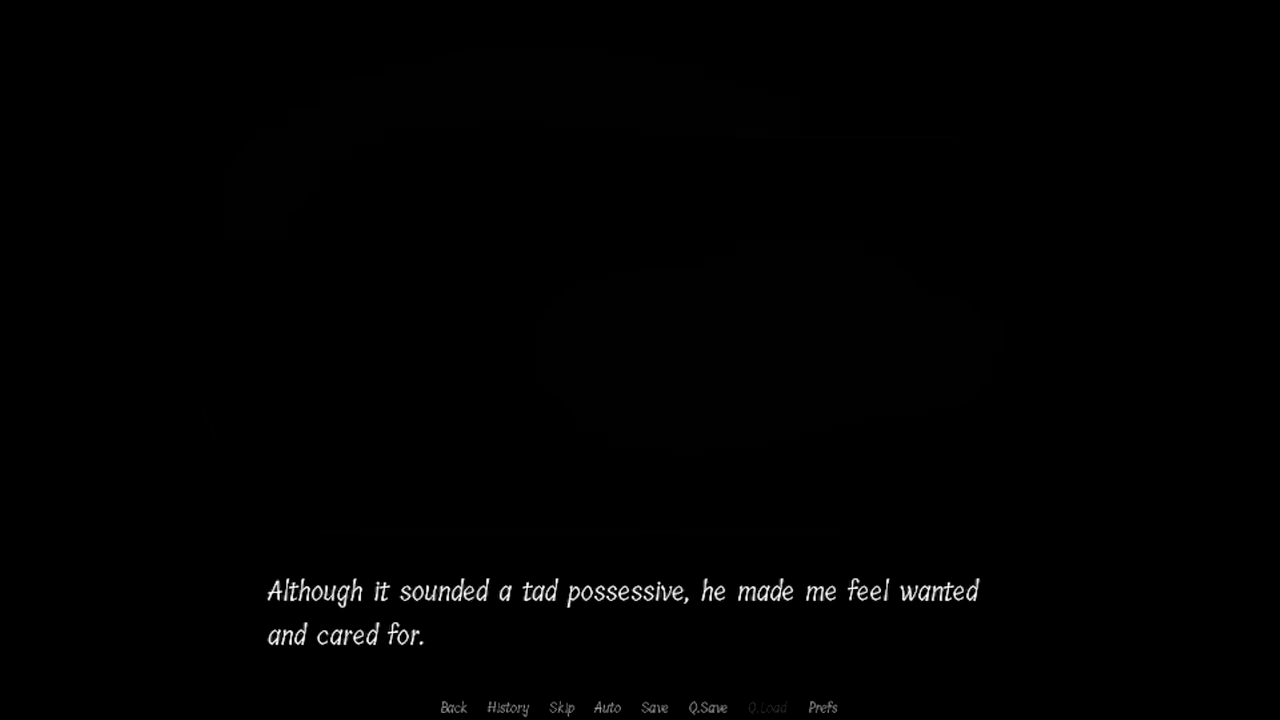 Although it sounded a tad possessive, he made me feel wanted
and cared for.
Back History Skip Auto Save Q.Save Q.Load Prefs